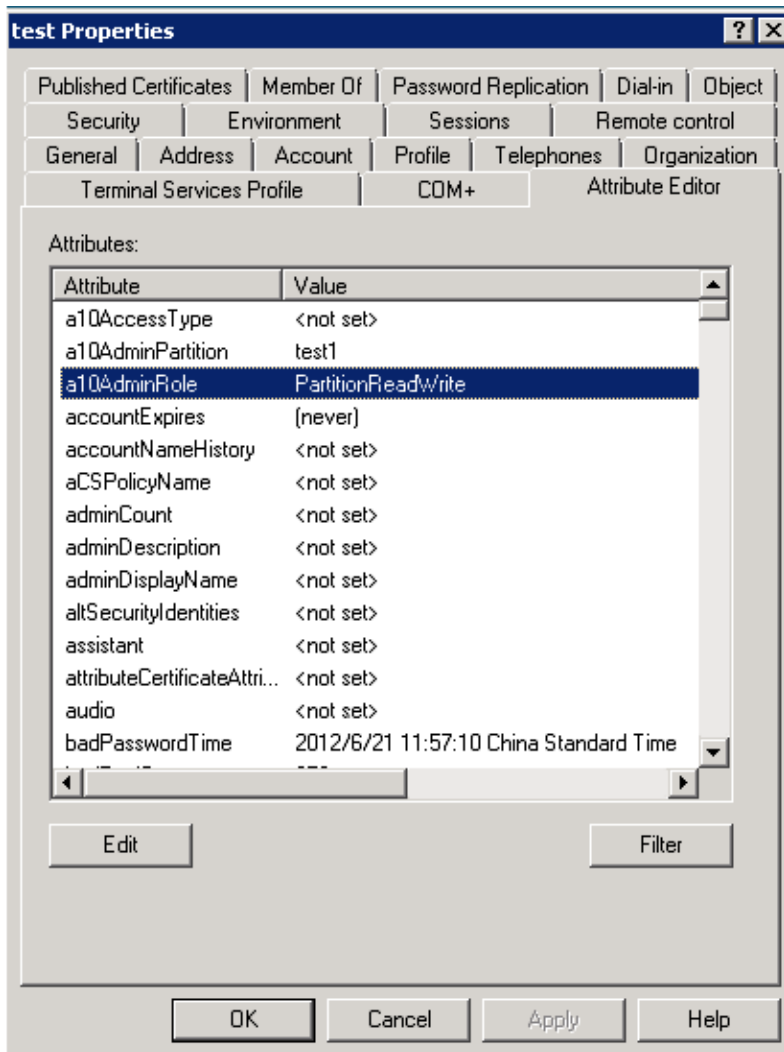 test Properties
Published Certificates Member Of Password Replication Dial-in Object
Security Environment Sessions Remote control
General Address Account Profile Telephones Organization
Terminal Services Profile COM+ Attribute Editor
Attributes:
Attribute Value
a10AccessType <not set>
a10AdminPartition test1
a10AdminRole PartitionReadWrite
accountExpires (never)
accountNameHistory <not set>
aCSPolicyName <not set>
adminCount <not set>
adminDescription <not set>
adminDisplayName <not set>
altSecurityIdentities <not set>
assistant <not set>
attributeCertificateAttri... <not set>
audio <not set>
badPasswordTime 2012/6/21 11:57:10 China Standard Time
Edit Filter
OK Cancel Apply Help